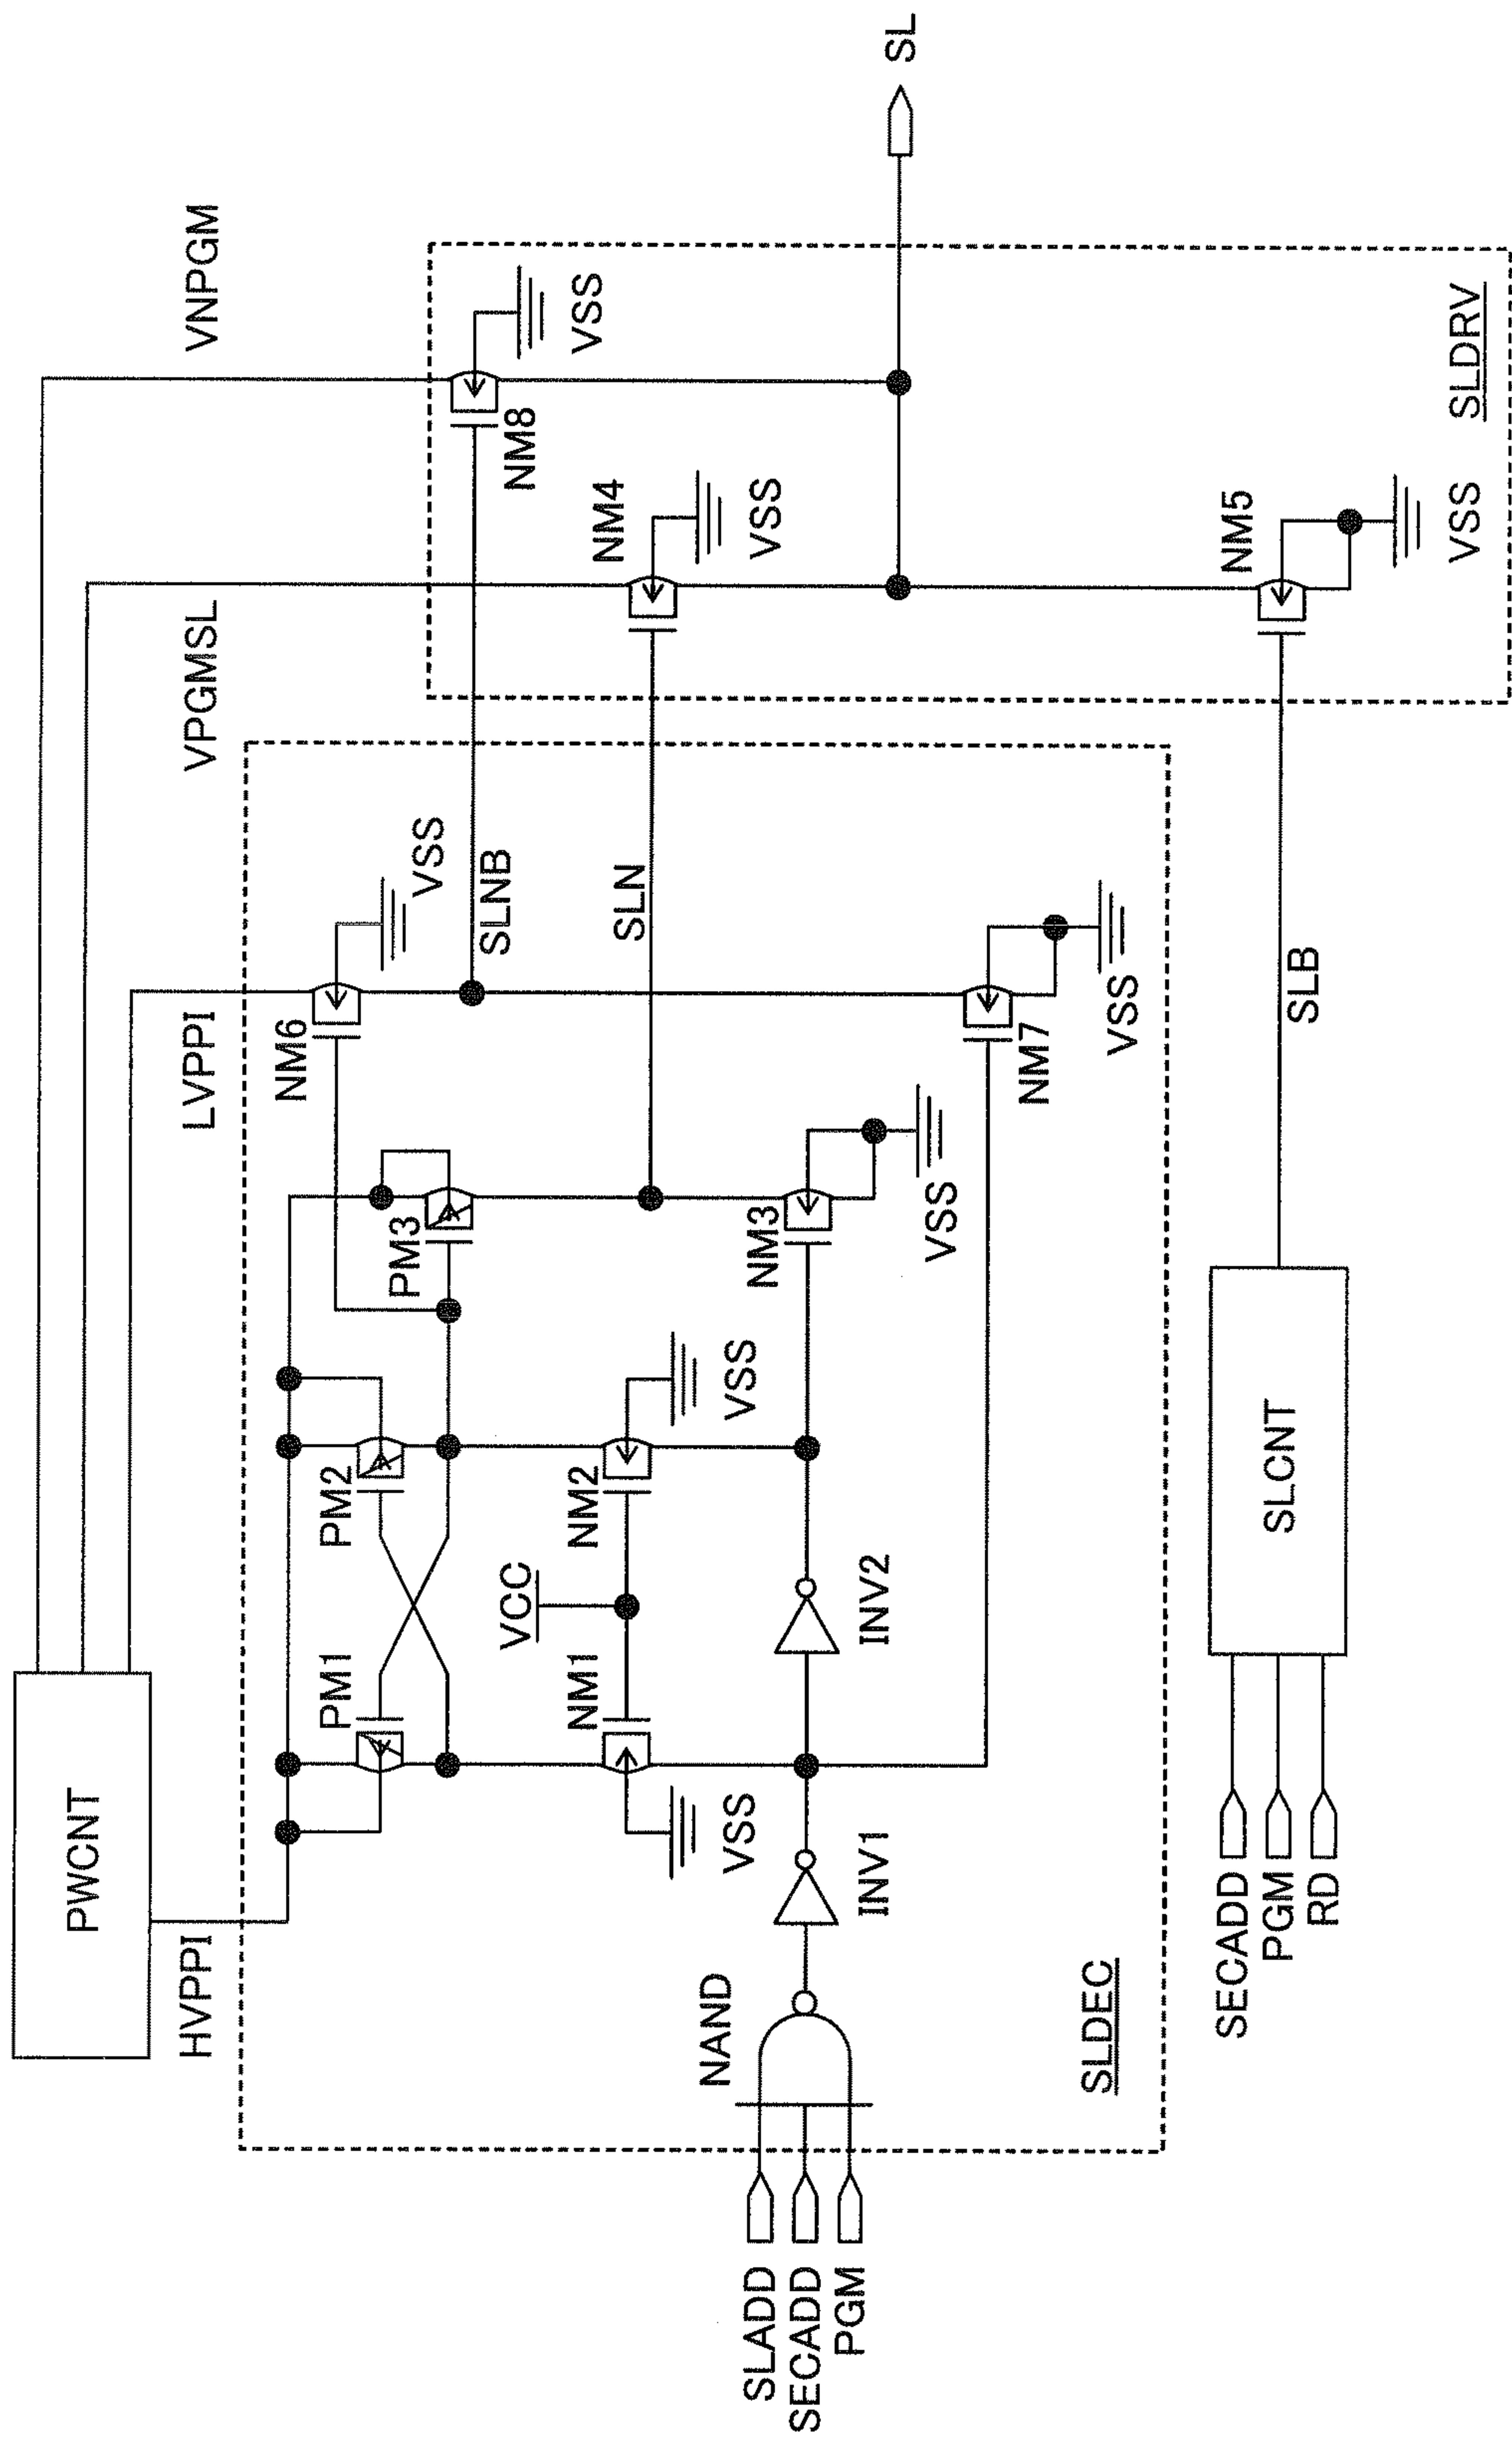 PWCNT
HVPPI
LVPPI
VPGMSL
VNPGM
PM1
PM2
PM3
NM6
VSS
SLNB
NM8
VSS
VCC
NM1
NM2
VSS
VSS
SLN
NM4
VSS
SLADD
SECADD
PGM
NAND
INV1
INV2
NM3
VSS
NM7
VSS
SL
SLDEC
SECADD
PGM
RD
SLCNT
SLB
NM5
VSS
SLDRV